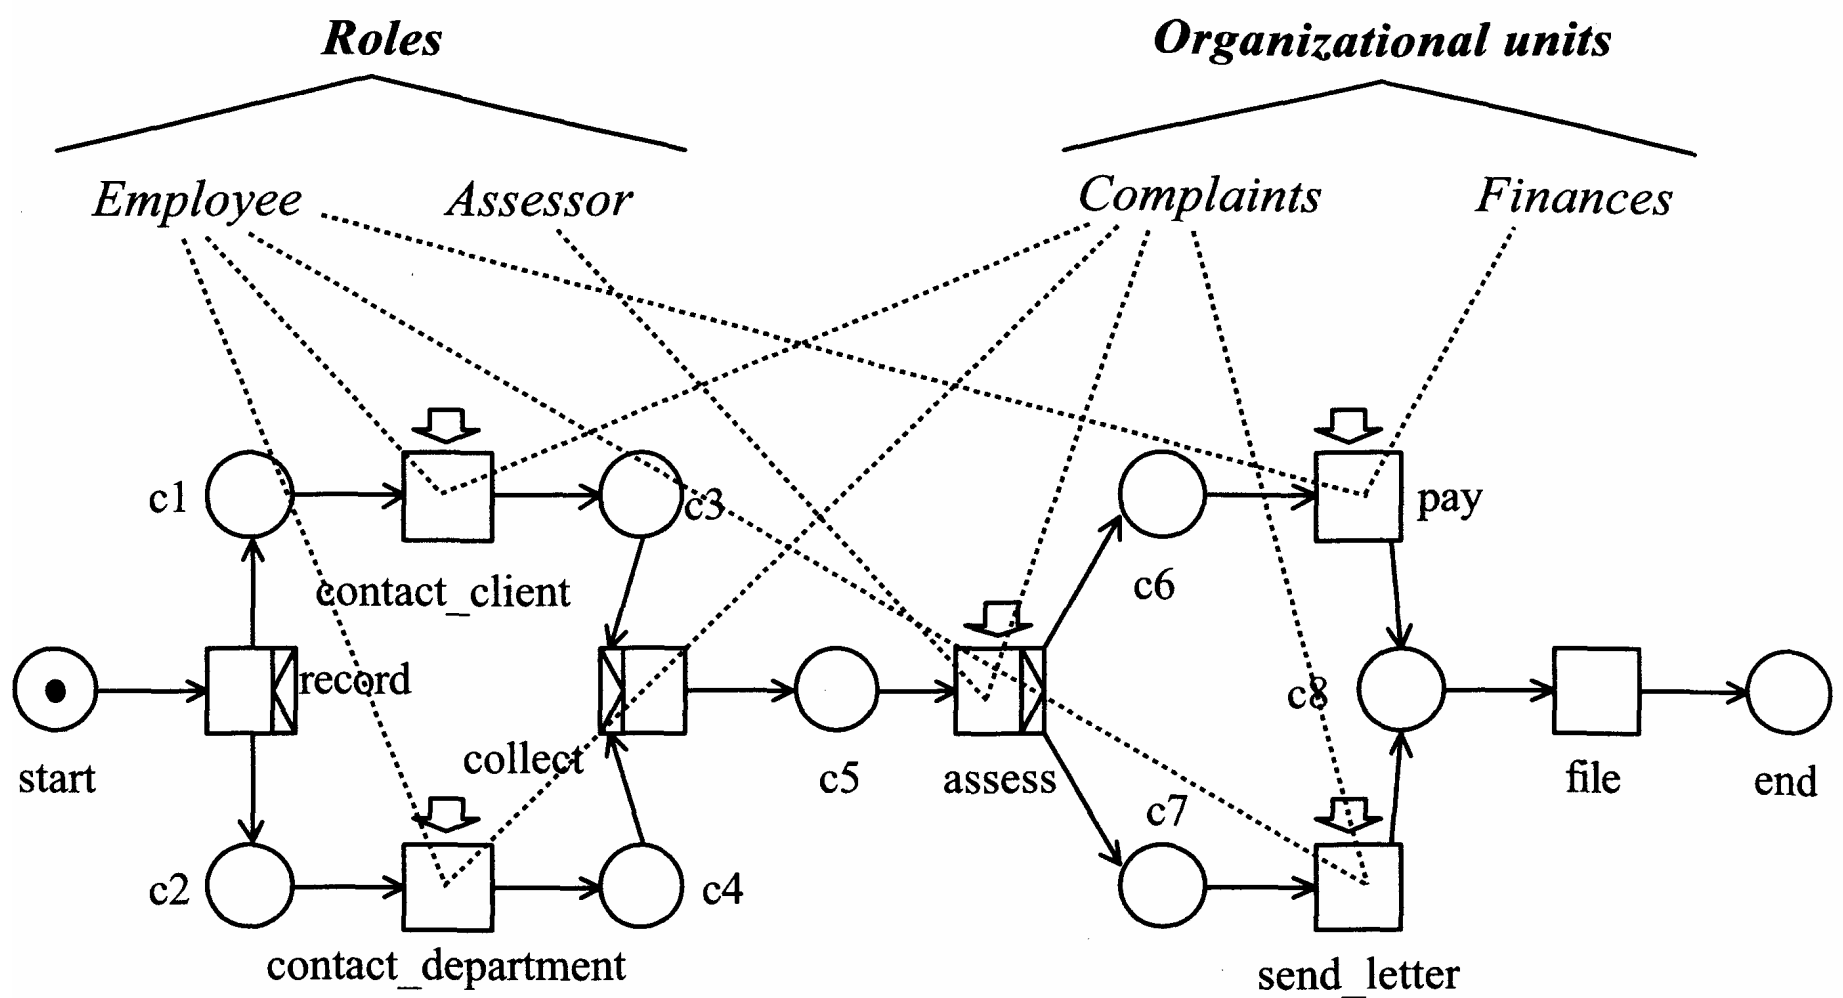 Roles
Organizational units
Employee
Assessor
Complaints
Finances
c1
c3
pay
contact_client
c6
record
c8
start
collect
c5
assess
file
end
c7
c2
c4
contact_department
send_letter